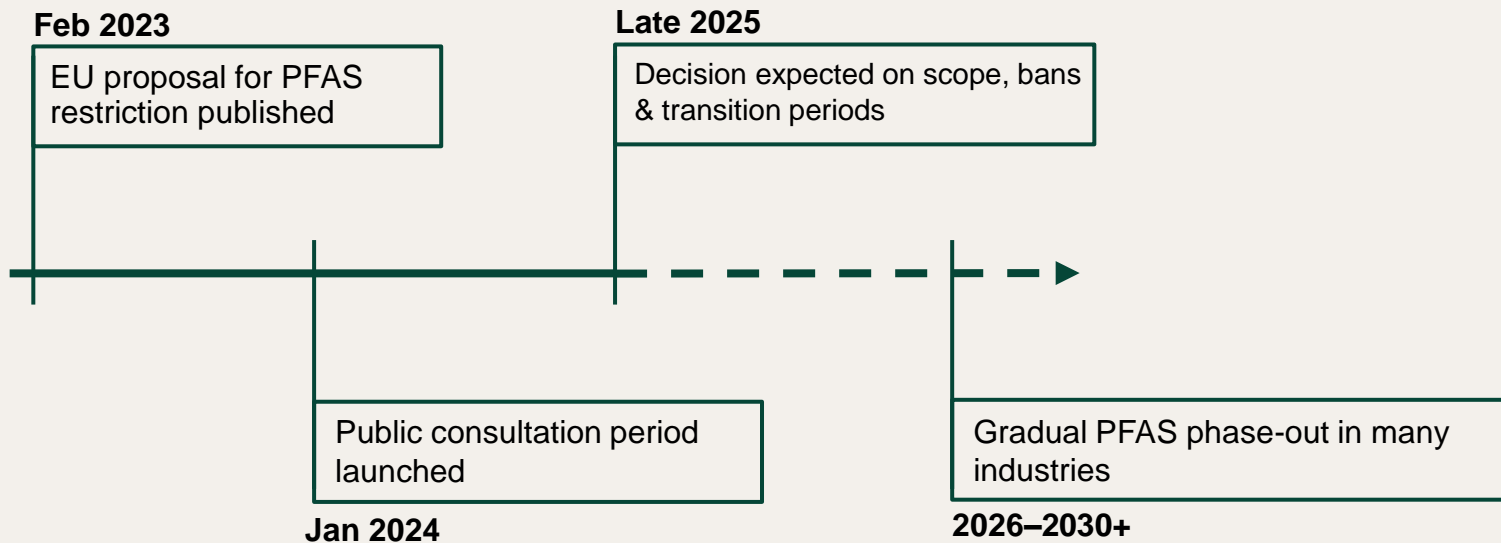 Feb 2023
EU proposal for PFAS
restriction published
Late 2025
Decision expected on scope, bans
& transition periods
Public consultation period
launched
Jan 2024
Gradual PFAS phase-out in many
industries
2026–2030+